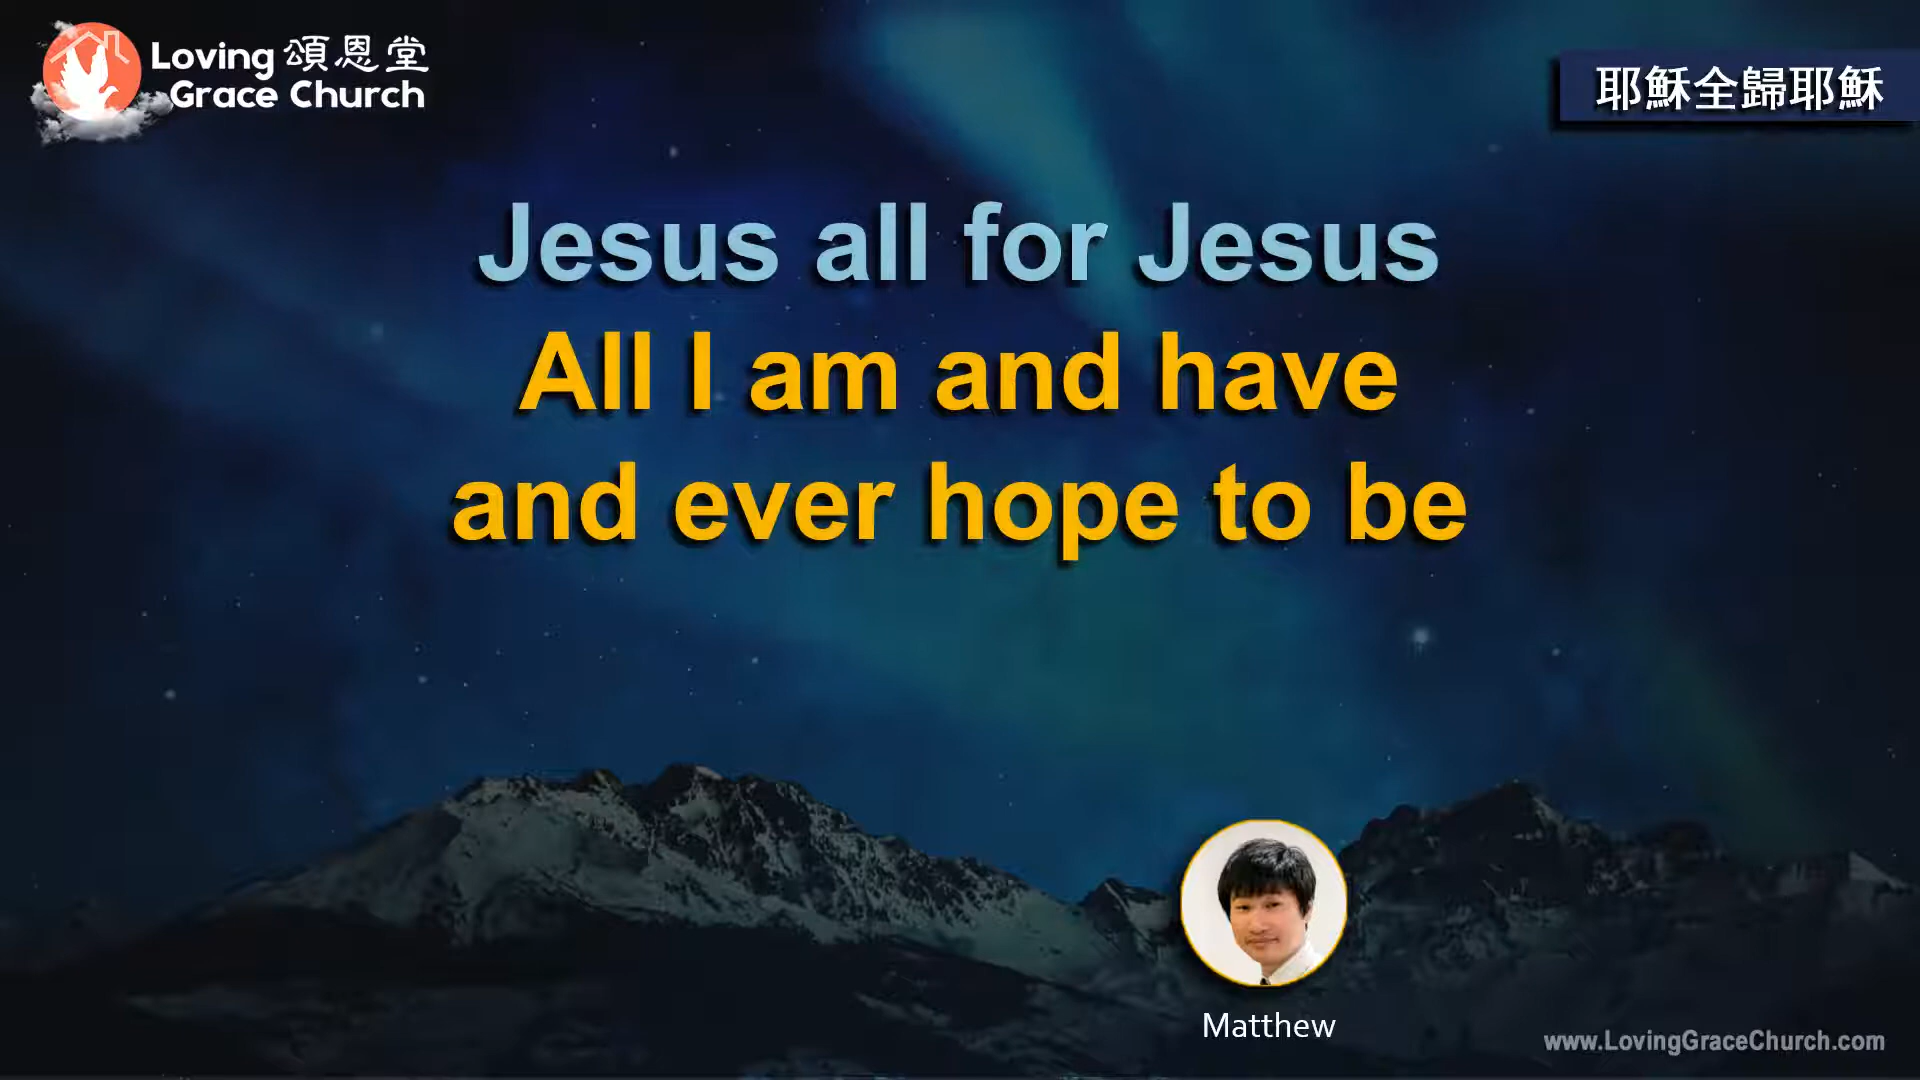 Loving 頌恩堂
Grace Church
耶穌全歸耶穌
Jesus all for Jesus
All I am and have
and ever hope to be
Matthew
www.LovingGraceChurch.com